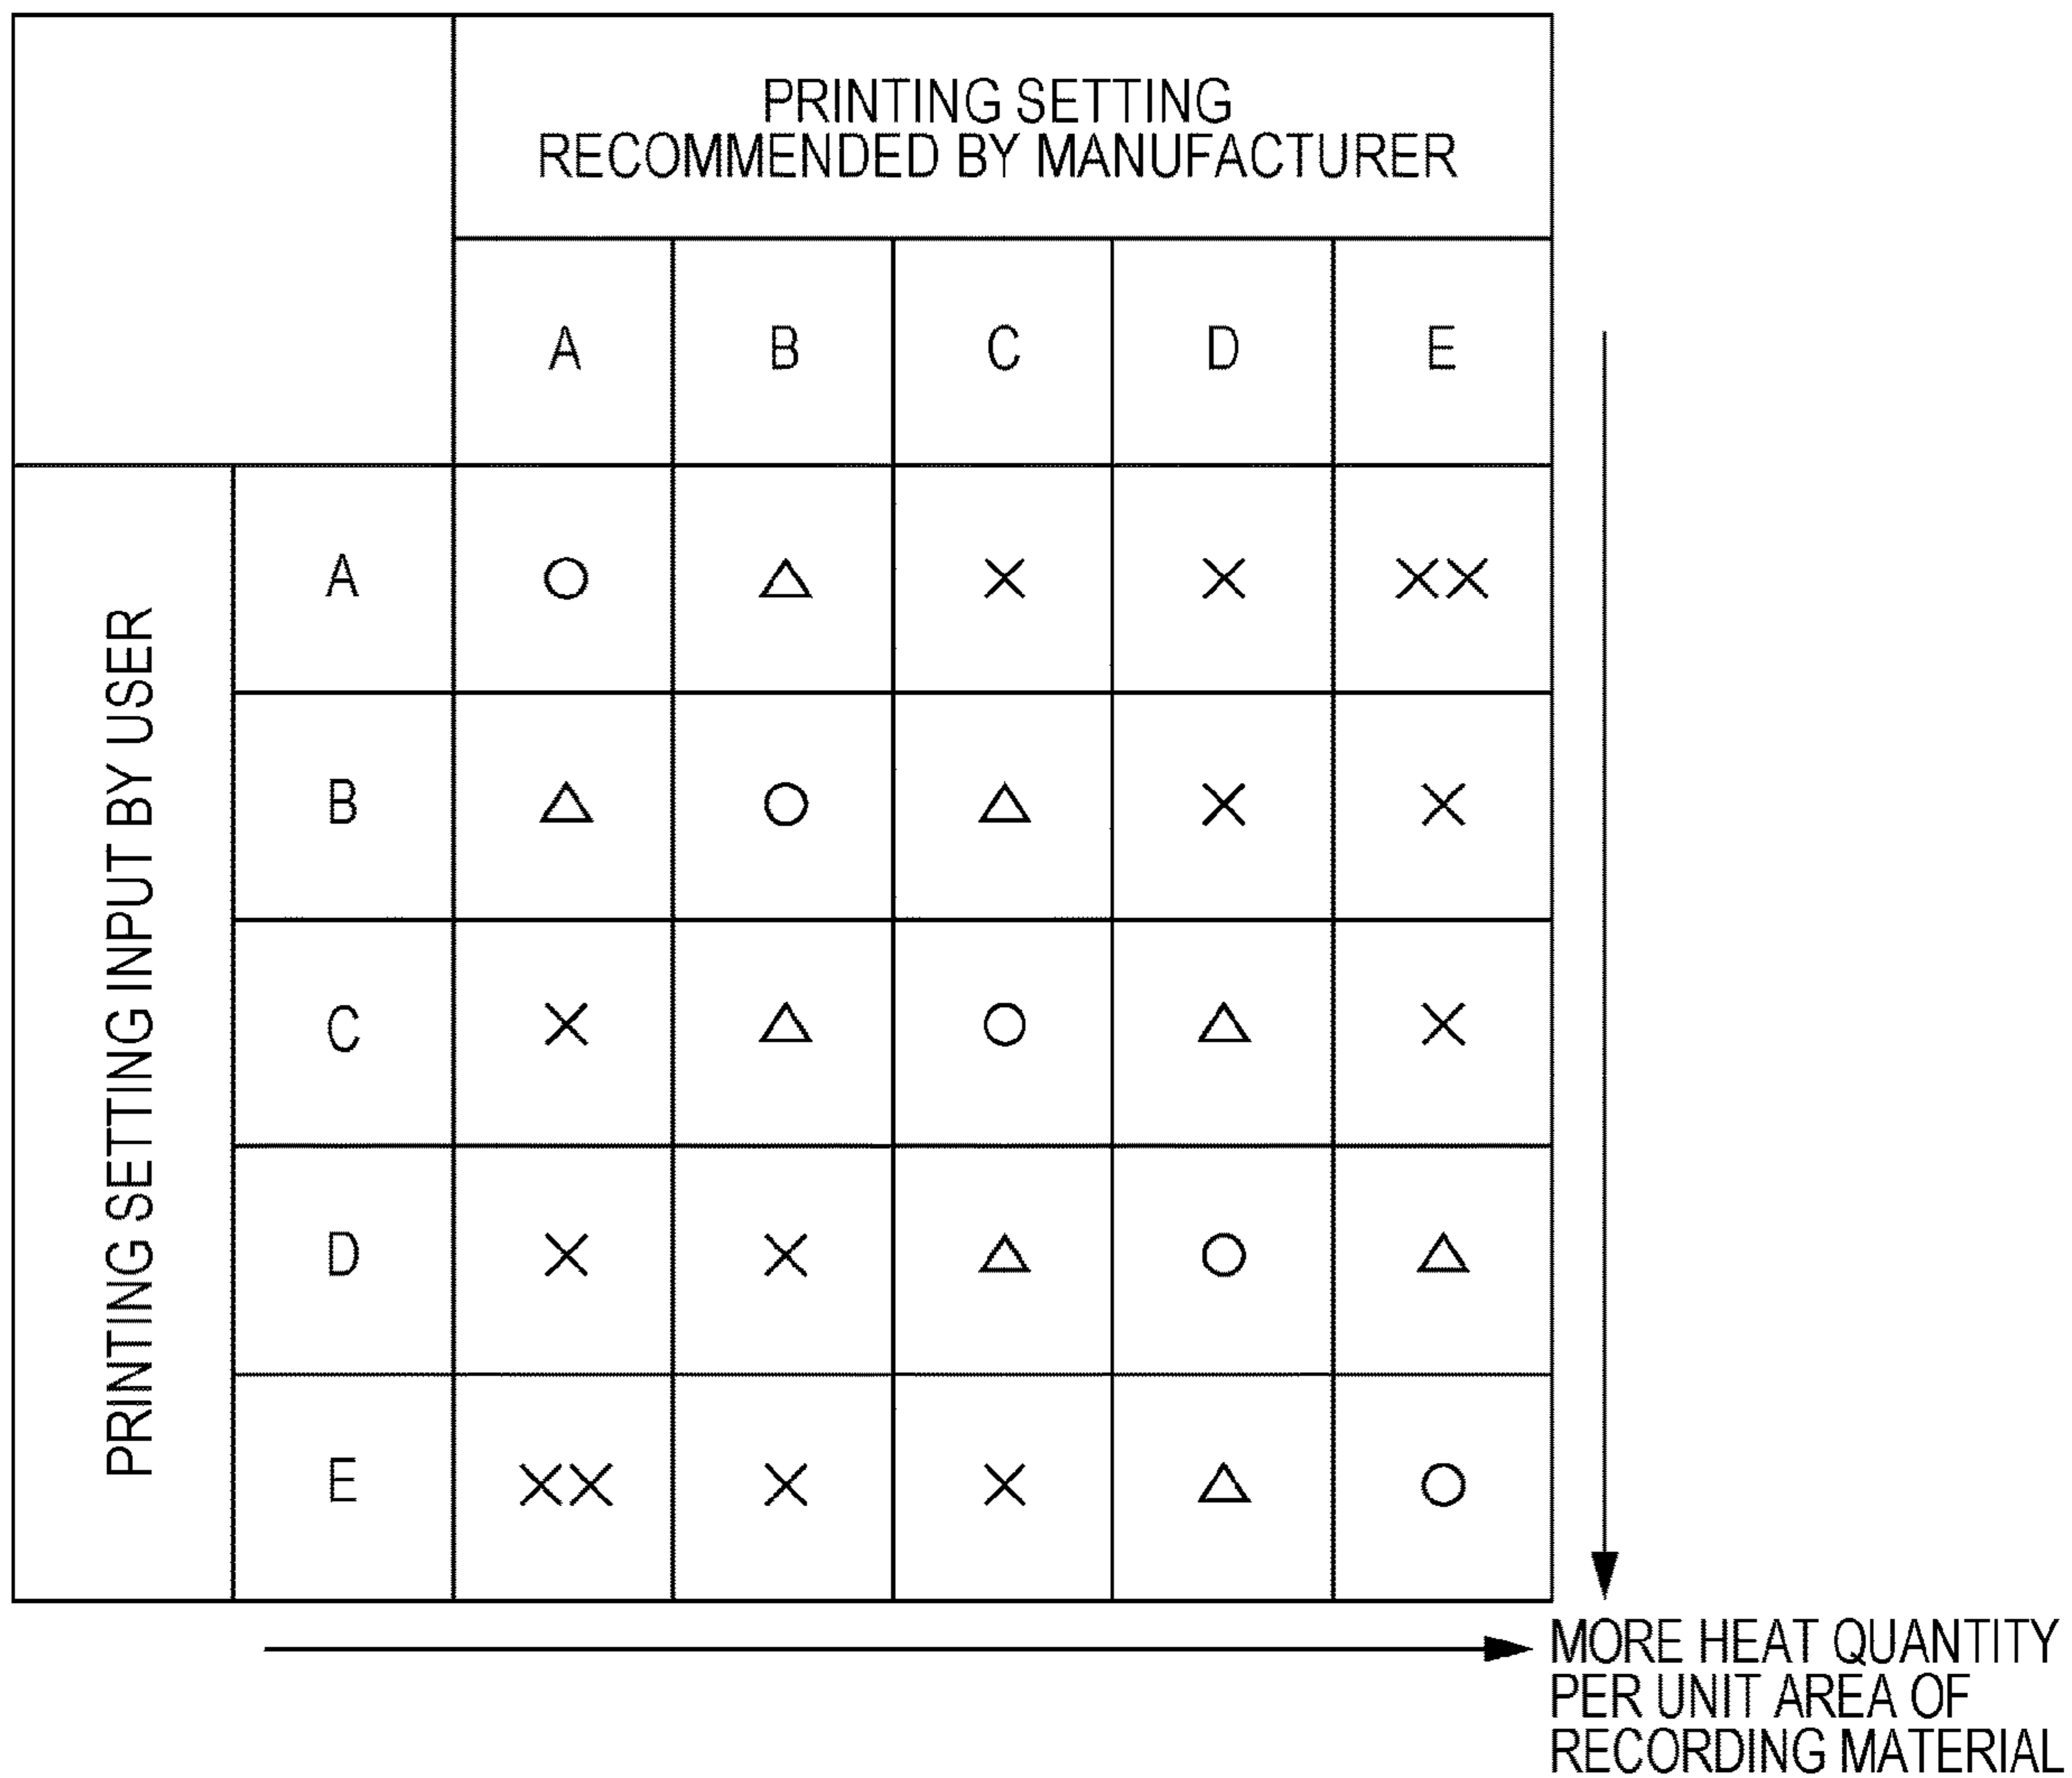 PRINTING SETTING
RECOMMENDED BY MANUFACTURER
A B C D E
PRINTING SETTING INPUT BY USER
A ○ △ × × ××
B △ ○ △ × ×
C × △ ○ △ ×
D × × △ ○ △
E ×× × × △ ○
MORE HEAT QUANTITY
PER UNIT AREA OF
RECORDING MATERIAL